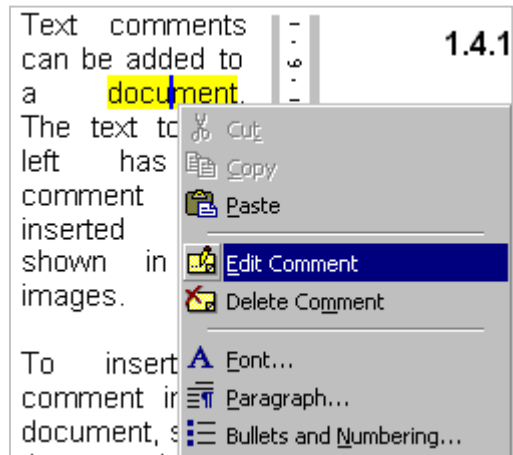 Text comments
can be added to
a document.
The text to
left has
comment
inserted
shown in
images.
To insert
comment in
document, s
1.4.1
Cut
Copy
Paste
Edit Comment
Delete Comment
Font...
Paragraph...
Bullets and Numbering...